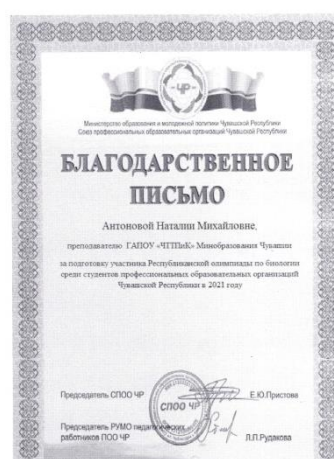 ЧР
Министерство образования и молодежной политики Чувашской Республики
Союз профессиональных образовательных организаций Чувашской Республики
БЛАГОДАРСТВЕННОЕ
ПИСЬМО
Антоновой Наталии Михайловне,
преподавателю ГАПОУ «ЧТТПиК» Минобразования Чувашии
за подготовку участника Республиканской олимпиады по биологии
среди студентов профессиональных образовательных организаций
Чувашской Республики в 2021 году
Председатель СПОО ЧР
Е.Ю.Пристова
СПОО ЧР
Председатель РУМО педагогических
работников ПОО ЧР
Л.П.Рудакова